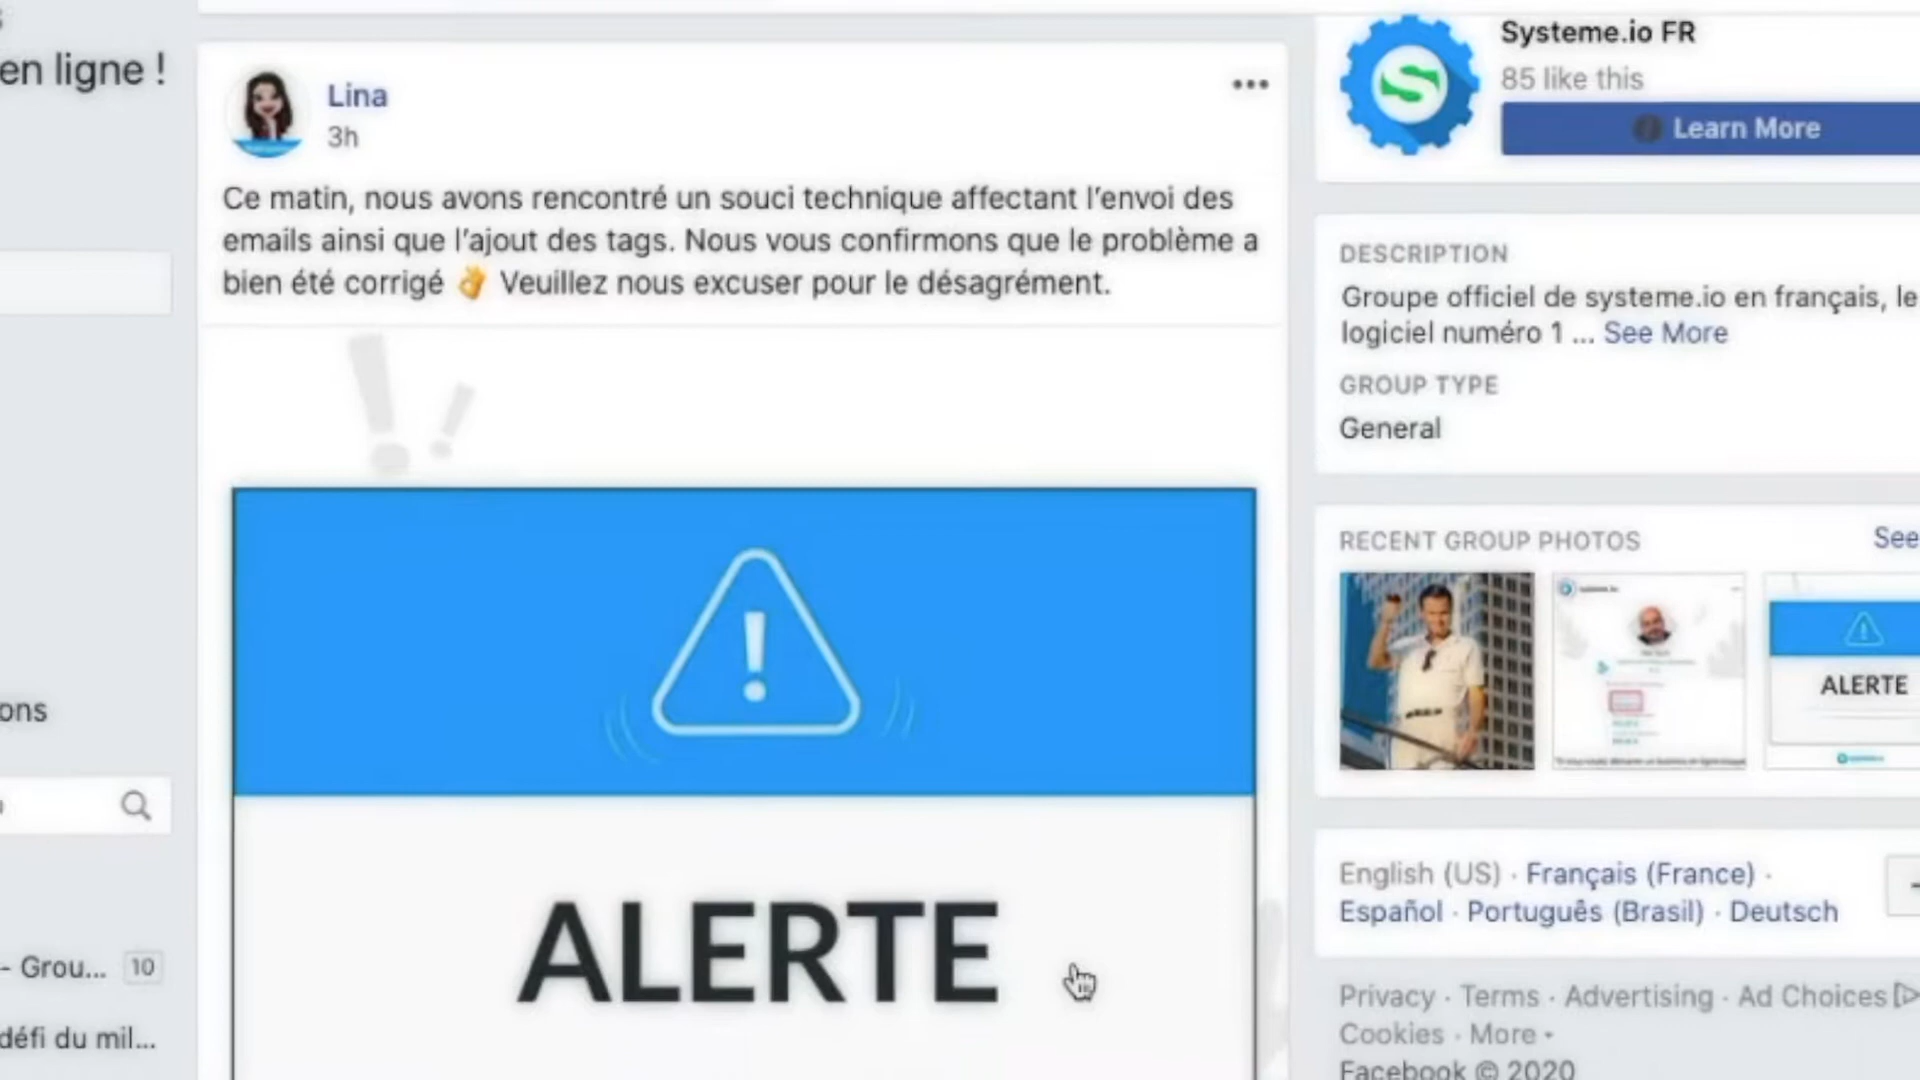 en ligne !
ons
- Grou... 10
défi du mil...
Lina
3h
Ce matin, nous avons rencontré un souci technique affectant l'envoi des
emails ainsi que l'ajout des tags. Nous vous confirmons que le problème a
bien été corrigé 👌 Veuillez nous excuser pour le désagrément.
ALERTE
Systeme.io FR
85 like this
Learn More
DESCRIPTION
Groupe officiel de systeme.io en français, le
logiciel numéro 1 ... See More
GROUP TYPE
General
RECENT GROUP PHOTOS See
ALERTE
English (US) · Français (France) ·
Español · Português (Brasil) · Deutsch
Privacy · Terms · Advertising · Ad Choices
Cookies · More
Facebook © 2020